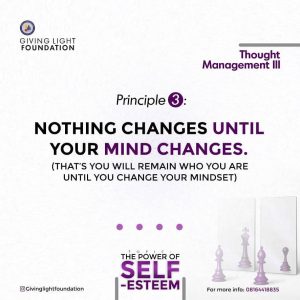 GIVING LIGHT
FOUNDATION
Thought
Management III
Principle 3:
NOTHING CHANGES UNTIL
YOUR MIND CHANGES.
(THAT'S YOU WILL REMAIN WHO YOU ARE
UNTIL YOU CHANGE YOUR MINDSET)
TOPIC
THE POWER OF
SELF
-ESTEEM
@Givinglightfoundation
For more info: 08164418835